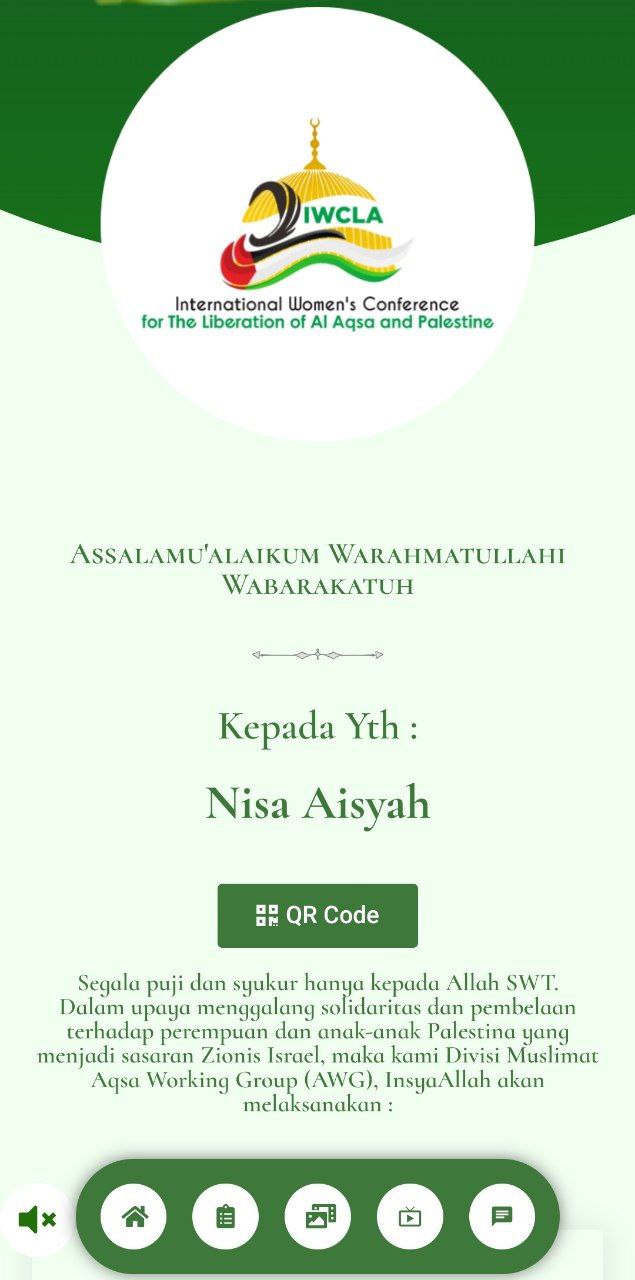 IWCLA
International Women's Conference
for The Liberation of Al Aqsa and Palestine
Assalamu'alaikum Warahmatullahi
Wabarakatuh
Kepada Yth :
Nisa Aisyah
QR Code
Segala puji dan syukur hanya kepada Allah SWT.
Dalam upaya menggalang solidaritas dan pembelaan
terhadap perempuan dan anak-anak Palestina yang
menjadi sasaran Zionis Israel, maka kami Divisi Muslimat
Aqsa Working Group (AWG), InsyaAllah akan
melaksanakan :